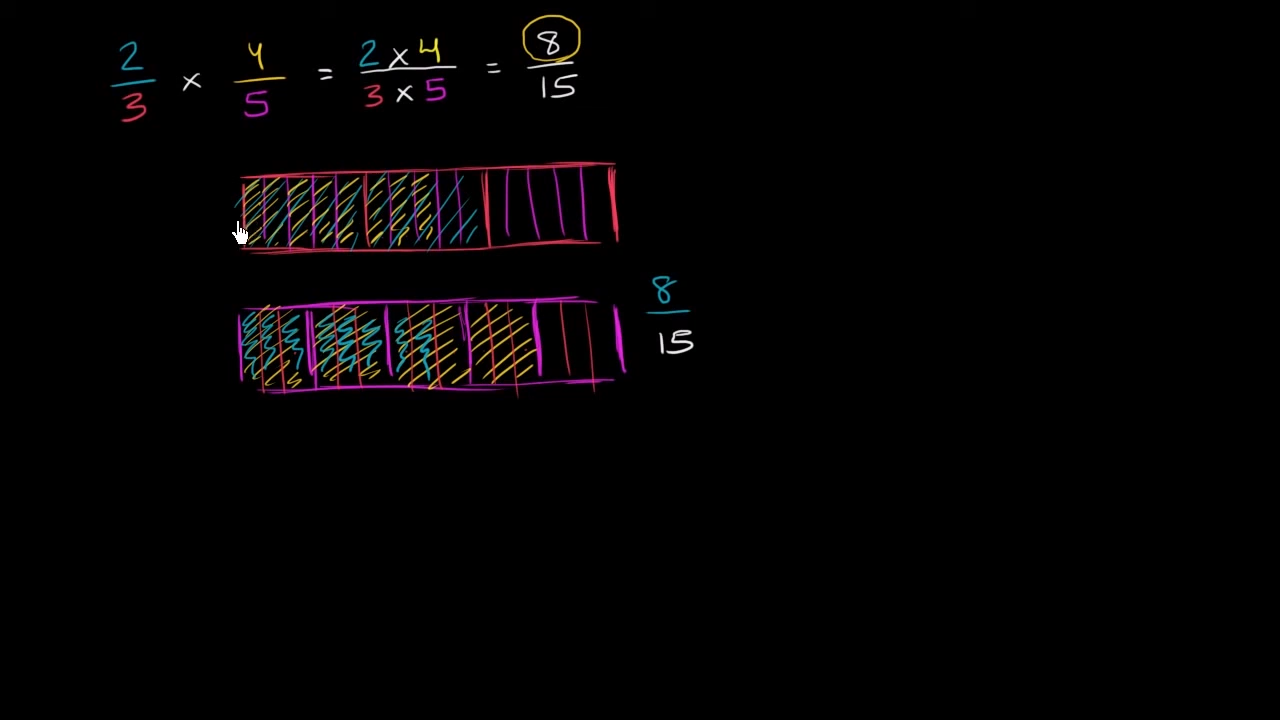 2/3 × 4/5 = 2 × 4/3 × 5 = 8/15
8/15